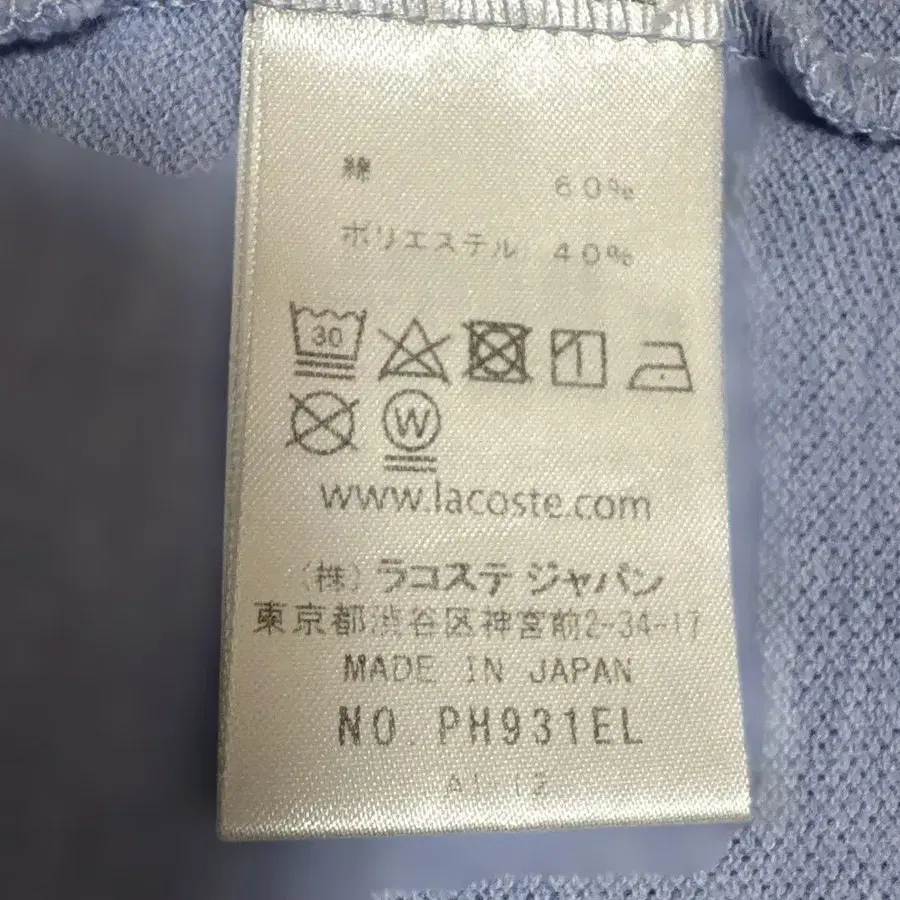 綿 60%
ポリエステル 40%
30
W
www.lacoste.com
(株) ラコステ ジャパン
東京都渋谷区神宮前2-34-17
MADE IN JAPAN
NO. PH931EL